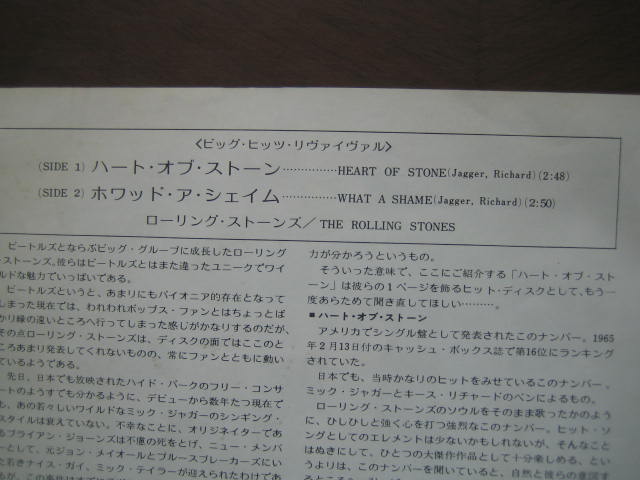 〈ビッグ・ヒッツ・リヴァイヴァル〉
(SIDE 1) ハート・オブ・ストーン……………HEART OF STONE(Jagger, Richard)(2:48)
(SIDE 2) ホワッド・ア・シェイム……………WHAT A SHAME(Jagger, Richard)(2:50)
ローリング・ストーンズ/THE ROLLING STONES
ビートルズとならぶビッグ・グループに成長したローリング
・ストーンズ。彼らはビートルズとはまた違ったユニークでワイ
ルドな魅力でいっぱいである。
ビートルズというと、あまりにもパイオニア的存在となって
しまった現在では、われわれポップス・ファンとはちょっとば
かり縁の遠いところへ行ってしまった感じがかなりするのだが、
その点ローリング・ストーンズは、ディスクの面ではここのと
ころあまり発表してくれないものの、常にファンとともに動い
ているようである。
先日、日本でも放映されたハイド・パークのフリー・コンサ
ートのようすでも分かるように、デビューから数年たつ現在で
も、あの若々しいワイルドなミック・ジャガーのシンギング・
スタイルは衰えていない。不幸なことに、オリジネイターであ
るブライアン・ジョーンズは不慮の死をとげ、ニュー・メンバ
ーとして、元ジョン・メイオールとブルースブレーカーズにい
た若きナイス・ガイ、ミック・テイラーが迎えられたわけであ
力が分かろうというもの。
そういった意味で、ここにご紹介する「ハート・オブ・スト
ーン」は彼らの1ページを飾るヒット・ディスクとして、もう一
度あらためて聞き直してほしい………。
■ハート・オブ・ストーン
アメリカでシングル盤として発表されたこのナンバー。1965
年2月13日付のキャッシュ・ボックス誌で第16位にランキング
されていた。
日本でも、当時かなりのヒットをみせているこのナンバー、
ミック・ジャガーとキース・リチャードのペンによるもの。
ローリング・ストーンズのソウルをそのまま歌ったかのよう
に、ひしひしと強く心を打つ強烈なこのナンバー。ヒット・ソ
ングとしてのエレメントは少ないかもしれないが、そんなこと
はぬきにして、ひとつの大傑作作品として十分楽しめる、とい
うよりは、このナンバーを聞いていると、自然と彼らの意図す